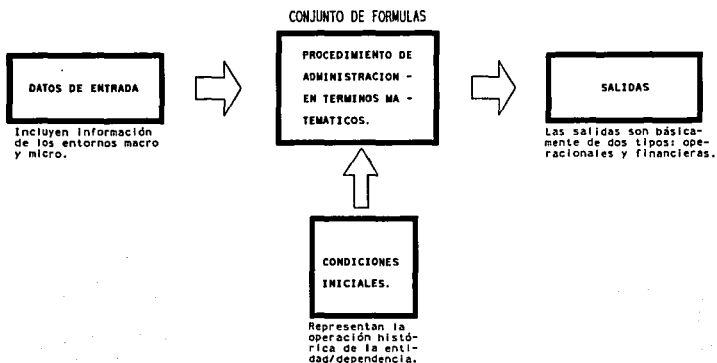 CONJUNTO DE FORMULAS
DATOS DE ENTRADA
Incluyen información
de los entornos macro
y micro.
PROCEDIMIENTO DE
ADMINISTRACION -
EN TERMINOS MA -
TEMATICOS.
SALIDAS
Las salidas son básica-
mente de dos tipos: ope-
racionales y financieras.
CONDICIONES
INICIALES.
Representan la
operación histó-
rica de la enti-
dad/dependencia.